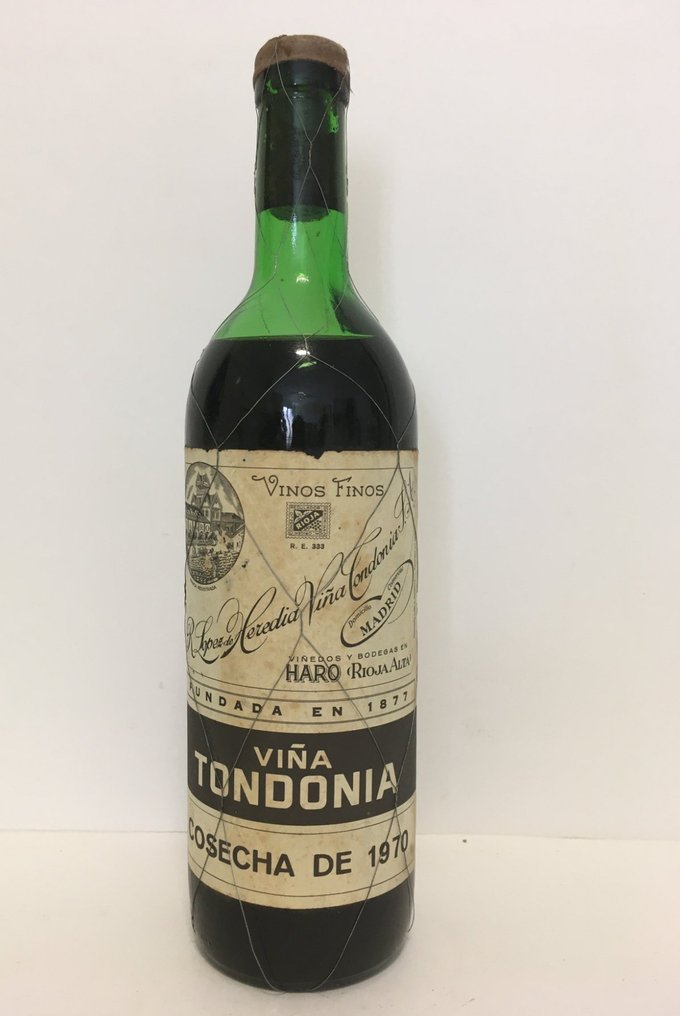 VINOS FINOS
RIOJA
R. E. 333
R. Lopez de Heredia Viña Tondonia S.
Domicilio
MADRID
VIÑEDOS Y BODEGAS EN
HARO (RIOJA ALTA)
FUNDADA EN 1877
VIÑA
TONDONIA
COSECHA DE 1970